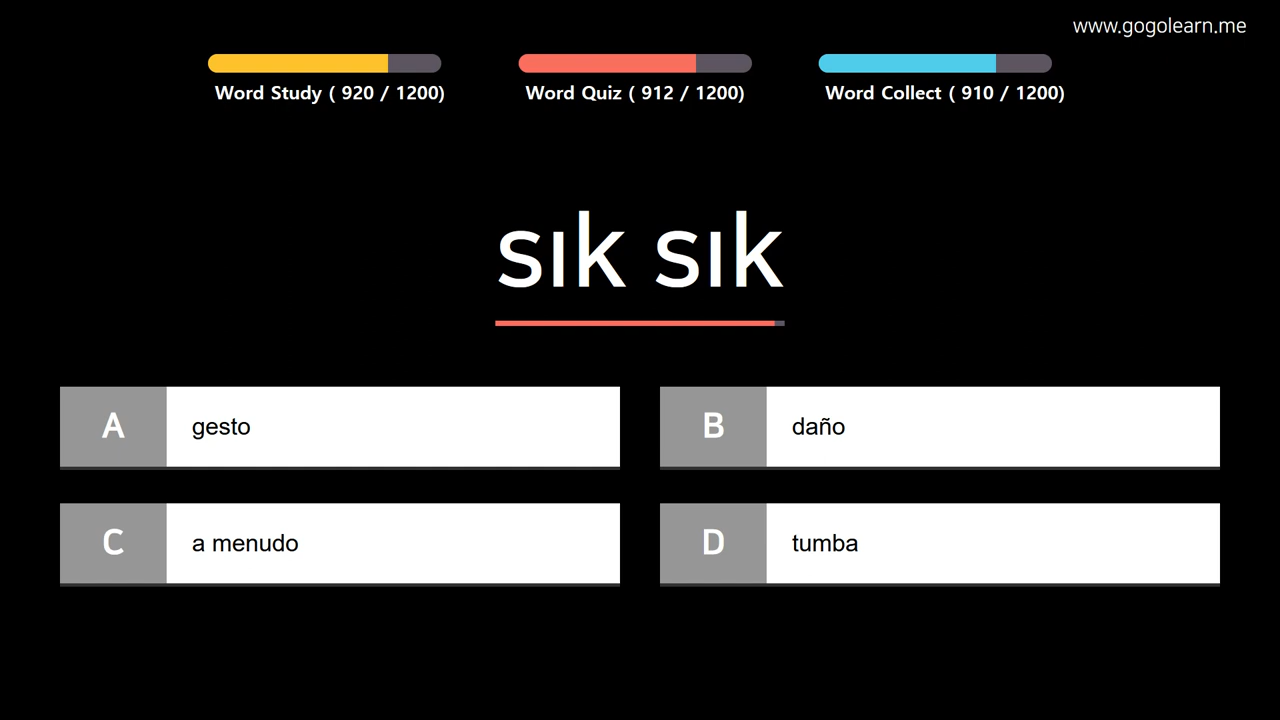 www.gogolearn.me
Word Study ( 920 / 1200)
Word Quiz ( 912 / 1200)
Word Collect ( 910 / 1200)
sık sık
A gesto
B daño
C a menudo
D tumba